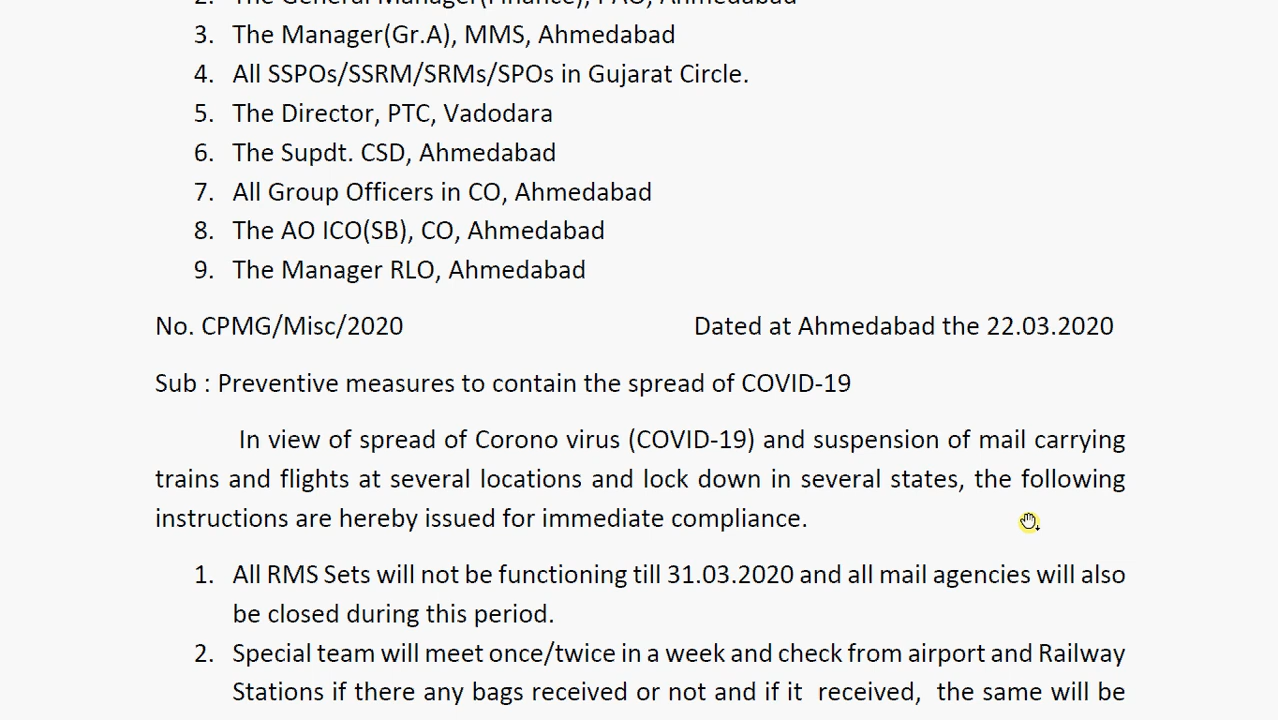 2. The General Manager(Finance), PAO, Ahmedabad
3. The Manager(Gr.A), MMS, Ahmedabad
4. All SSPOs/SSRM/SRMs/SPOs in Gujarat Circle.
5. The Director, PTC, Vadodara
6. The Supdt. CSD, Ahmedabad
7. All Group Officers in CO, Ahmedabad
8. The AO ICO(SB), CO, Ahmedabad
9. The Manager RLO, Ahmedabad
No. CPMG/Misc/2020 Dated at Ahmedabad the 22.03.2020
Sub : Preventive measures to contain the spread of COVID-19
In view of spread of Corono virus (COVID-19) and suspension of mail carrying
trains and flights at several locations and lock down in several states, the following
instructions are hereby issued for immediate compliance.
1. All RMS Sets will not be functioning till 31.03.2020 and all mail agencies will also
be closed during this period.
2. Special team will meet once/twice in a week and check from airport and Railway
Stations if there any bags received or not and if it received, the same will be